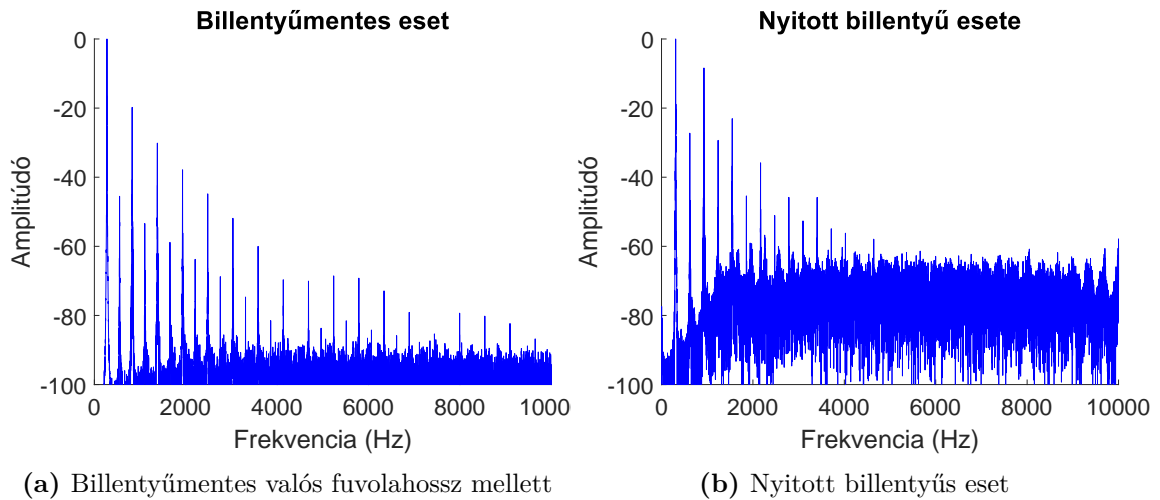 Billentyűmentes eset
0
-20
-40
-60
-80
-100
Amplitúdó
0 2000 4000 6000 8000 10000
Frekvencia (Hz)
(a) Billentyűmentes valós fuvolahossz mellett
Nyitott billentyű esete
0
-20
-40
-60
-80
-100
Amplitúdó
0 2000 4000 6000 8000 10000
Frekvencia (Hz)
(b) Nyitott billentyűs eset